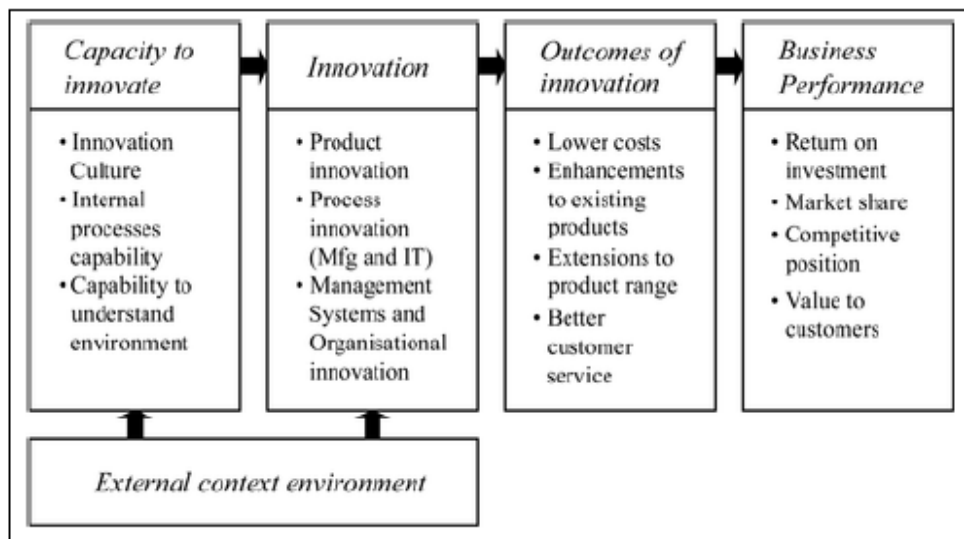 Capacity to
innovate
• Innovation
Culture
• Internal
processes
capability
• Capability to
understand
environment
Innovation
• Product
innovation
• Process
innovation
(Mfg and IT)
• Management
Systems and
Organisational
innovation
Outcomes of
innovation
• Lower costs
• Enhancements
to existing
products
• Extensions to
product range
• Better
customer
service
Business
Performance
• Return on
investment
• Market share
• Competitive
position
• Value to
customers
External context environment